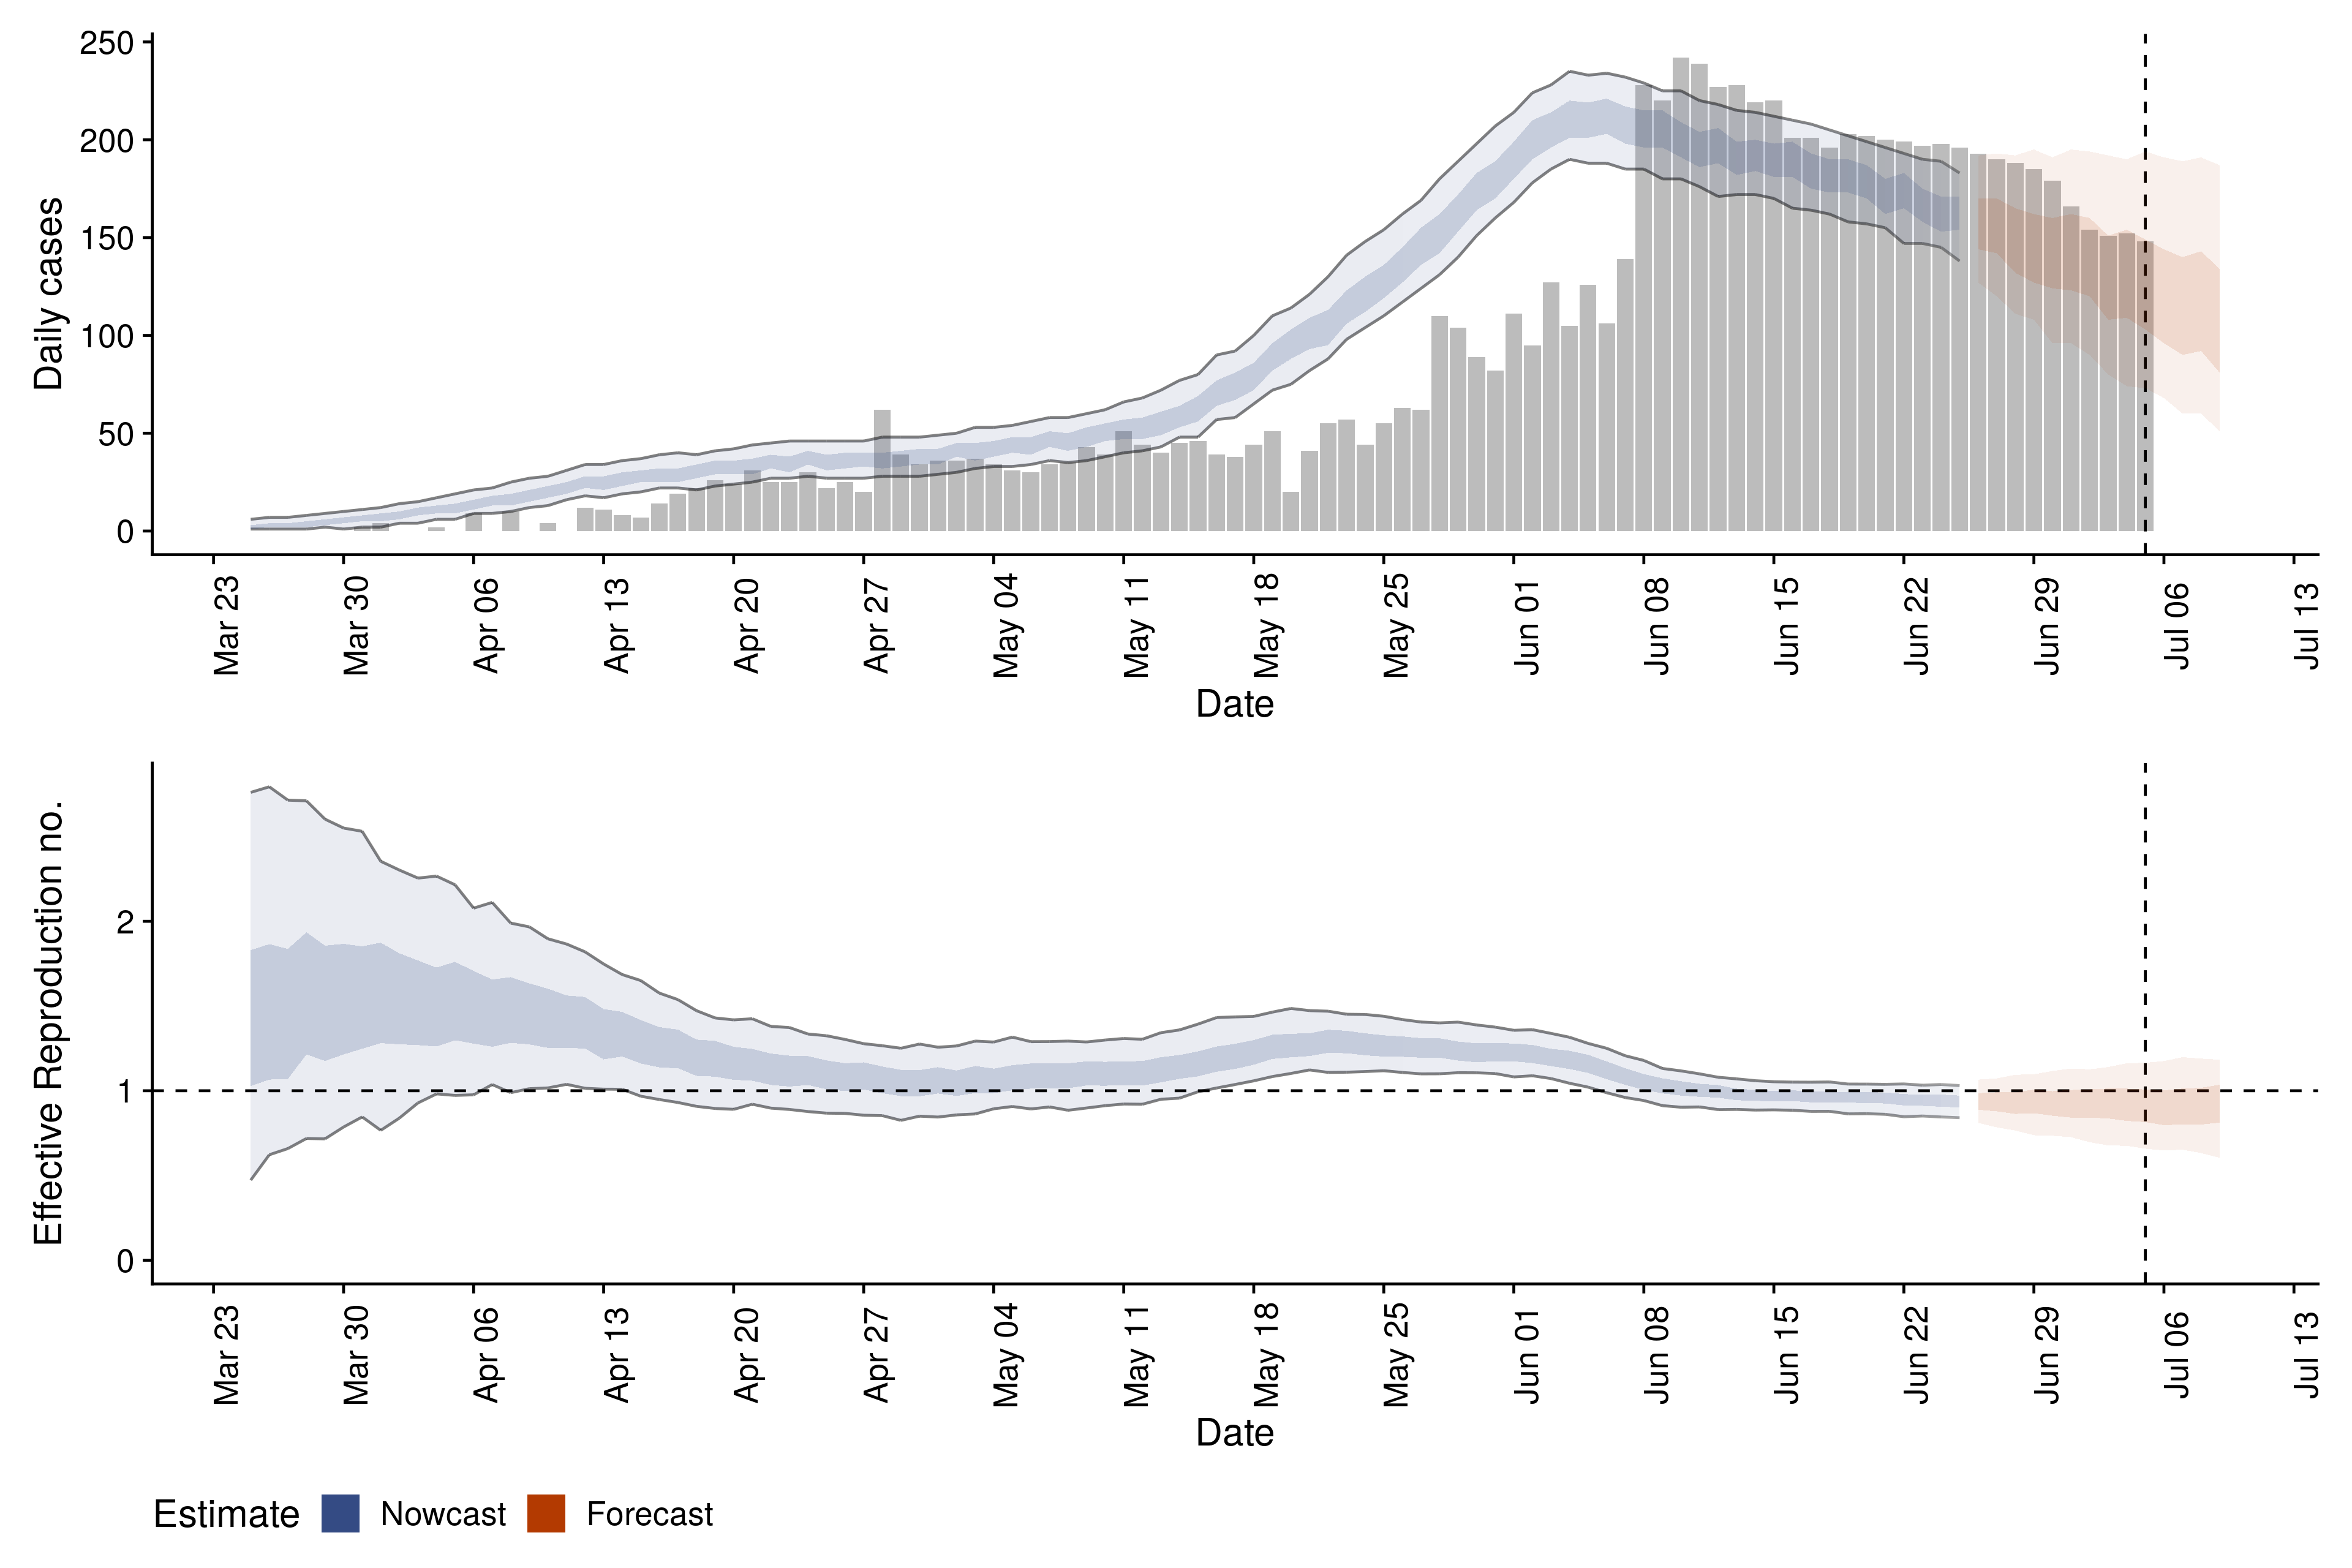 250
200
150
100
50
0
Daily cases
Mar 23 Mar 30 Apr 06 Apr 13 Apr 20 Apr 27 May 04 May 11 May 18 May 25 Jun 01 Jun 08 Jun 15 Jun 22 Jun 29 Jul 06 Jul 13
Date
2
1
0
Effective Reproduction no.
Mar 23 Mar 30 Apr 06 Apr 13 Apr 20 Apr 27 May 04 May 11 May 18 May 25 Jun 01 Jun 08 Jun 15 Jun 22 Jun 29 Jul 06 Jul 13
Date
Estimate Nowcast Forecast